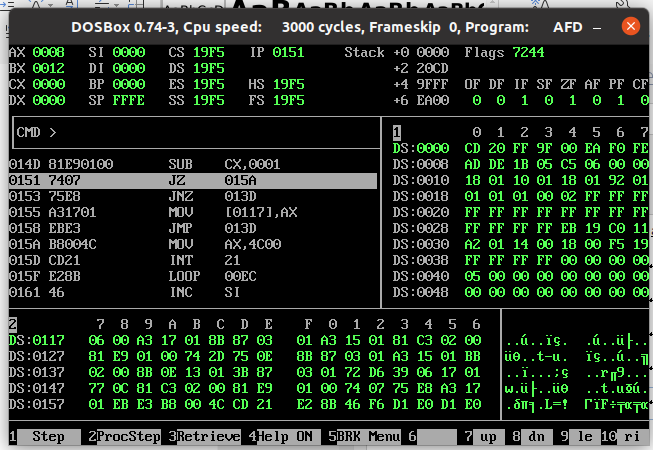 DOSBox 0.74-3, Cpu speed: 3000 cycles, Frameskip 0, Program: AFD
AX 0008 SI 0000 CS 19F5 IP 0151 Stack +0 0000 Flags 7244
BX 0012 DI 0000 DS 19F5 +2 20CD
CX 0000 BP 0000 ES 19F5 HS 19F5 +4 9FFF OF DF IF SF ZF AF PF CF
DX 0000 SP FFFE SS 19F5 FS 19F5 +6 EA00 0 0 1 0 1 0 1 0
CMD >
1 0 1 2 3 4 5 6 7
DS:0000 CD 20 FF 9F 00 EA F0 FE
014D 81E90100 SUB CX,0001 DS:0008 AD DE 1B 05 C5 06 00 00
0151 7407 JZ 015A DS:0010 18 01 10 01 18 01 92 01
0153 75E8 JNZ 013D DS:0018 01 01 01 00 02 FF FF FF
0155 A31701 MOV [0117],AX DS:0020 FF FF FF FF FF FF FF FF
0158 EBE3 JMP 013D DS:0028 FF FF FF FF EB 19 C0 11
015A B8004C MOV AX,4C00 DS:0030 A2 01 14 00 18 00 F5 19
015D CD21 INT 21 DS:0038 FF FF FF FF 00 00 00 00
015F E28B LOOP 00EC DS:0040 05 00 00 00 00 00 00 00
0161 46 INC SI DS:0048 00 00 00 00 00 00 00 00
2 7 8 9 A B C D E F 0 1 2 3 4 5 6
DS:0117 06 00 A3 17 01 8B 87 03 01 A3 15 01 81 C3 02 00
DS:0127 81 E9 01 00 74 2D 75 0E 8B 87 03 01 A3 15 01 BB
DS:0137 02 00 8B 0E 13 01 3B 87 03 01 72 D6 39 06 17 01
DS:0147 77 0C 81 C3 02 00 81 E9 01 00 74 07 75 E8 A3 17
DS:0157 01 EB E3 B8 00 4C CD 21 E2 8B 46 F6 D1 E0 D1 E0
1 Step 2ProcStep 3Retrieve 4Help ON 5BRK Menu 6 7 up 8 dn 9 le 10 ri